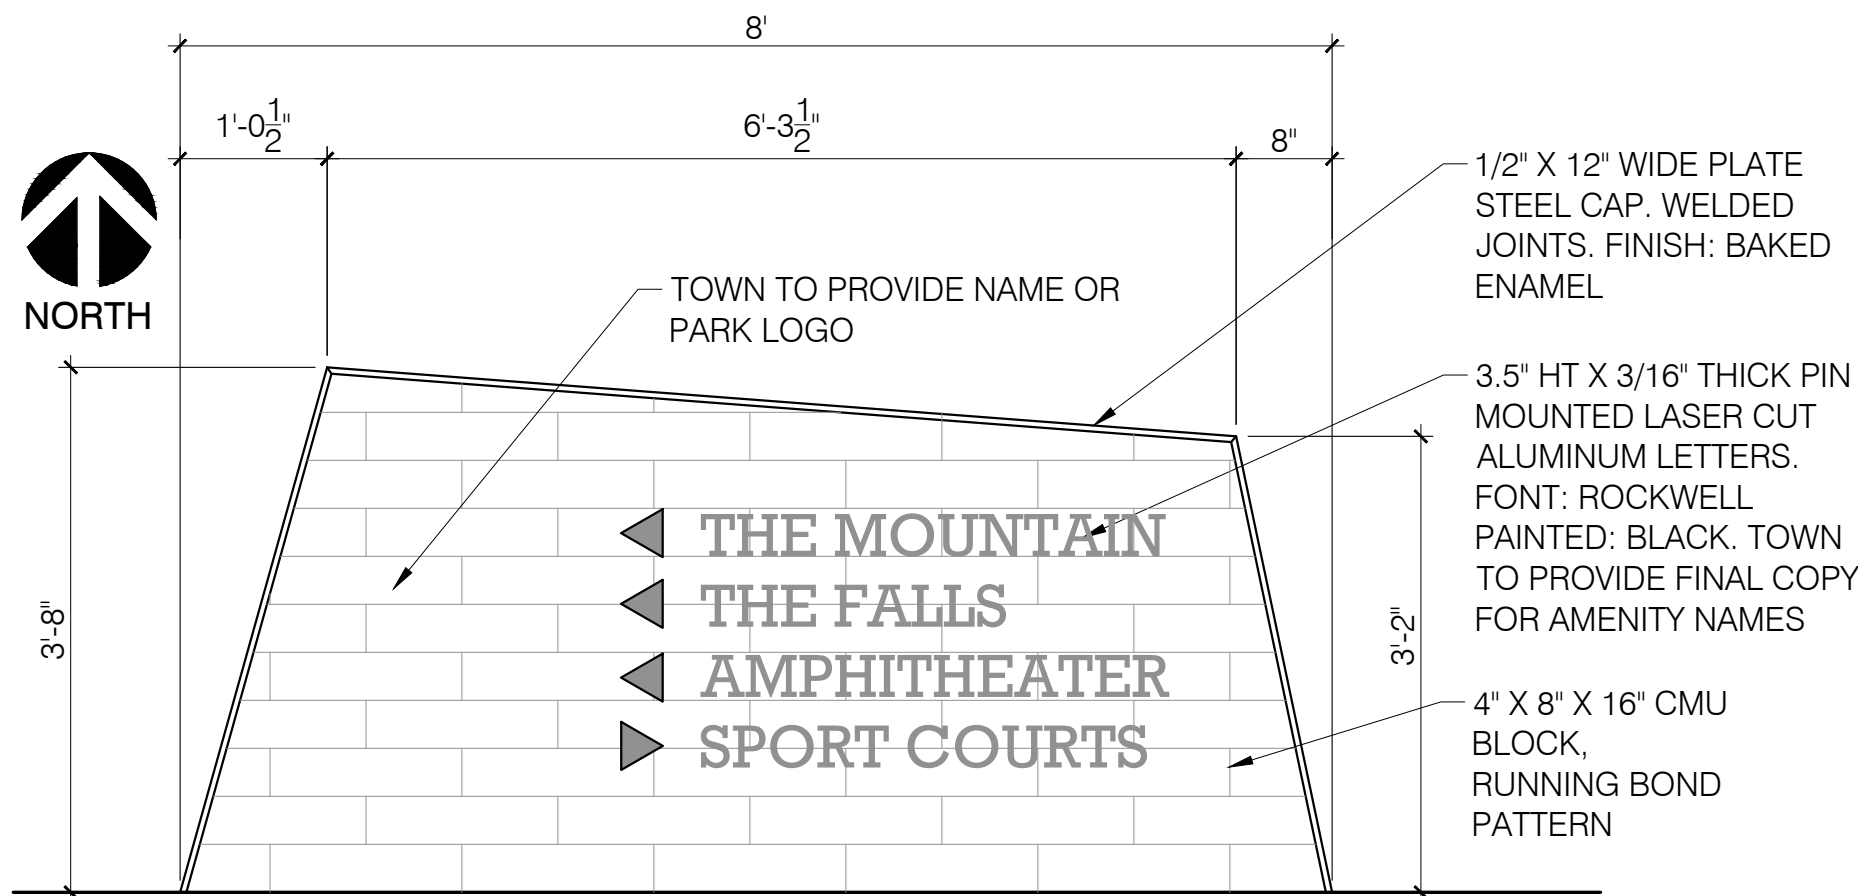 8'
1'-0 1/2"
6'-3 1/2"
8"
NORTH
TOWN TO PROVIDE NAME OR
PARK LOGO
1/2" X 12" WIDE PLATE
STEEL CAP. WELDED
JOINTS. FINISH: BAKED
ENAMEL
3.5" HT X 3/16" THICK PIN
MOUNTED LASER CUT
ALUMINUM LETTERS.
FONT: ROCKWELL
PAINTED: BLACK. TOWN
TO PROVIDE FINAL COPY
FOR AMENITY NAMES
THE MOUNTAIN
THE FALLS
AMPHITHEATER
SPORT COURTS
3'-8"
3'-2"
4" X 8" X 16" CMU
BLOCK,
RUNNING BOND
PATTERN